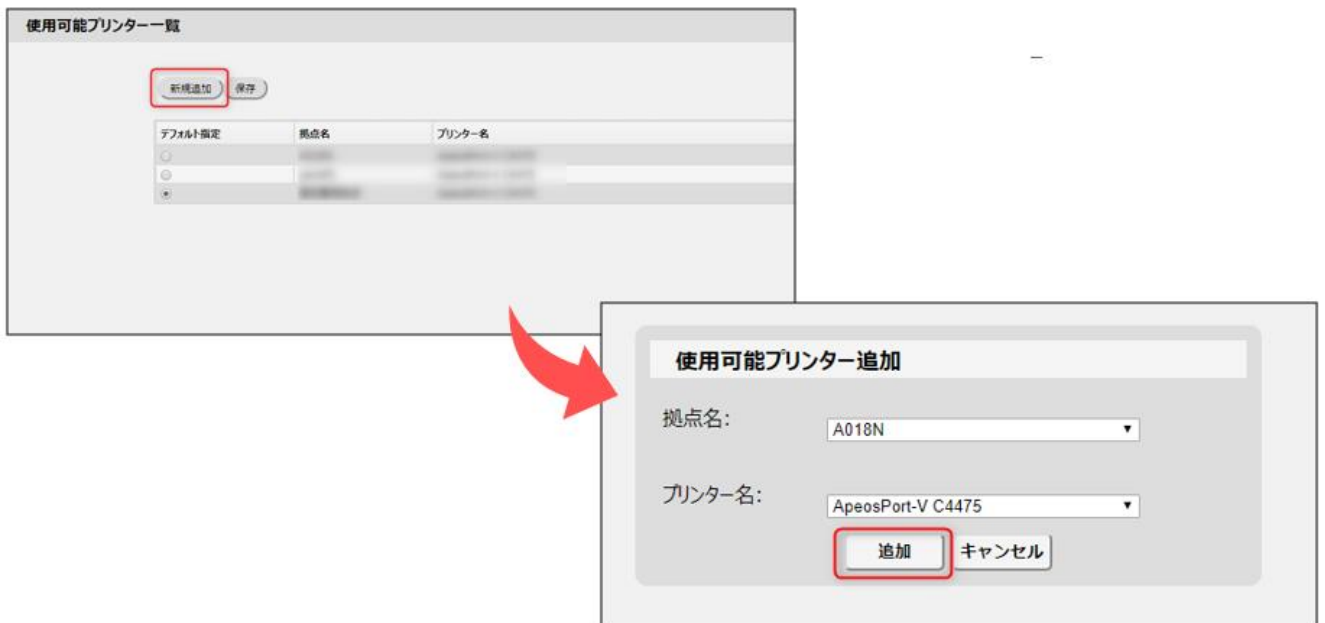 使用可能プリンター一覧
新規追加 保存
デフォルト指定 拠点名 プリンター名
使用可能プリンター追加
拠点名: A018N
プリンター名: ApeosPort-V C4475
追加 キャンセル